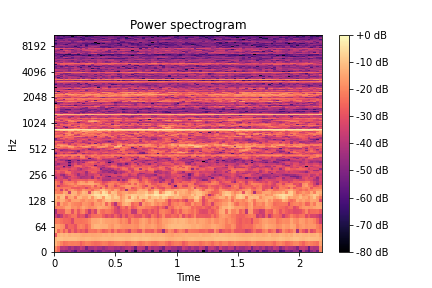 Power spectrogram
Hz
8192
4096
2048
1024
512
256
128
64
0
0 0.5 1 1.5 2
Time
+0 dB
-10 dB
-20 dB
-30 dB
-40 dB
-50 dB
-60 dB
-70 dB
-80 dB